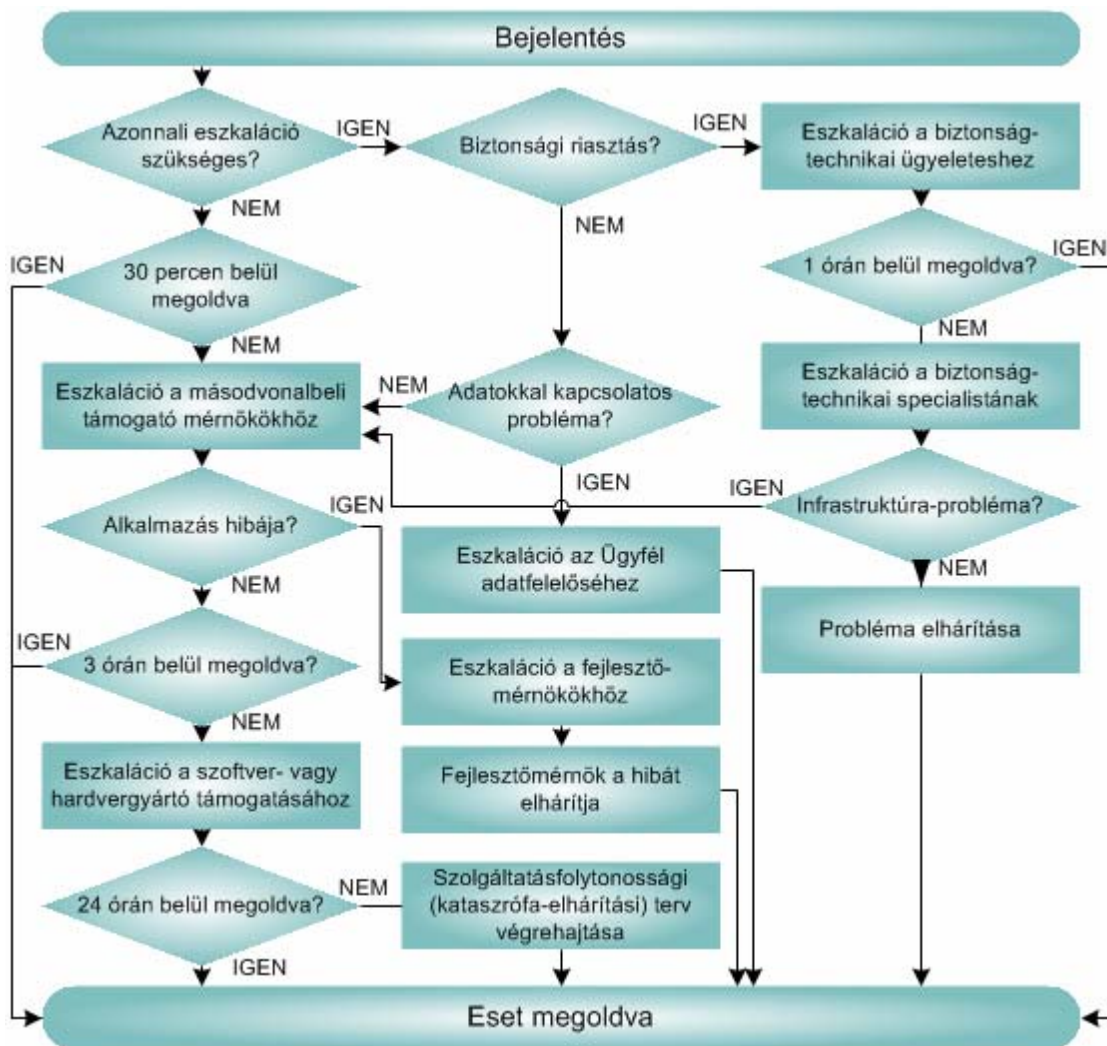 Bejelentés
Azonnali eszkaláció
szükséges?
IGEN
Biztonsági riasztás?
IGEN
Eszkaláció a biztonság-
technikai ügyeleteshez
NEM
NEM
IGEN
30 percen belül
megoldva
1 órán belül megoldva?
IGEN
NEM
NEM
Eszkaláció a másodvonalbeli
támogató mérnökökhöz
NEM
Adatokkal kapcsolatos
probléma?
Eszkaláció a biztonság-
technikai specialistának
IGEN
IGEN
IGEN
Alkalmazás hibája?
Infrastruktúra-probléma?
NEM
Eszkaláció az Ügyfél
adatfelelőséhez
NEM
Probléma elhárítása
IGEN
3 órán belül megoldva?
Eszkaláció a fejlesztő-
mérnökökhőz
NEM
Eszkaláció a szoftver- vagy
hardvergyártó támogatásához
Fejlesztőmérnök a hibát
elhárítja
24 órán belül megoldva?
NEM
Szolgáltatásfolytonossági
(kataszrófa-elhárítási) terv
végrehajtása
IGEN
Eset megoldva